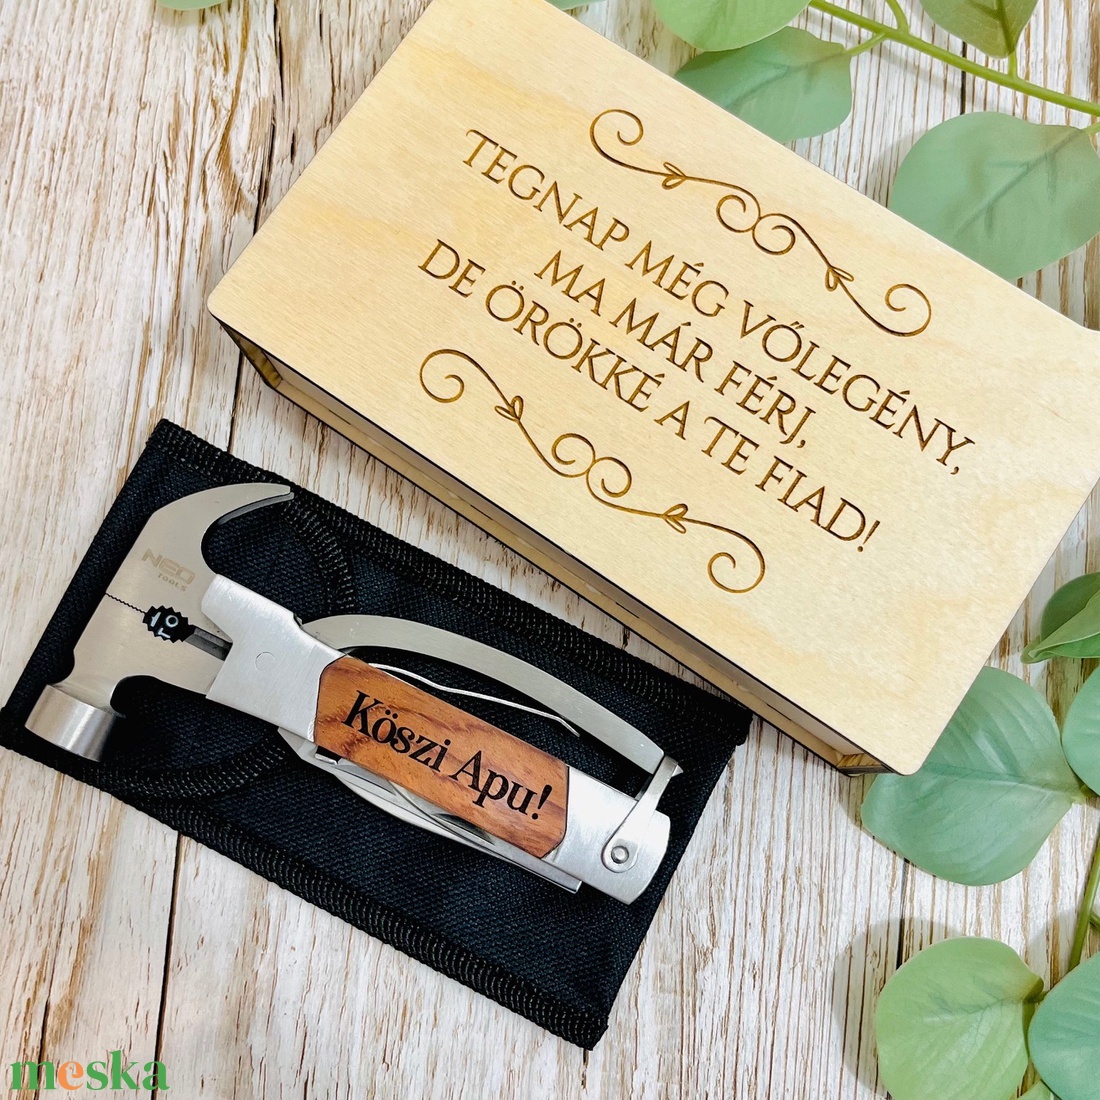 TEGNAP MÉG VŐLEGÉNY,
MA MÁR FÉRJ,
DE ÖRÖKKÉ A TE FIAD!
NEO
TOOLS
Köszi Apu!
meska